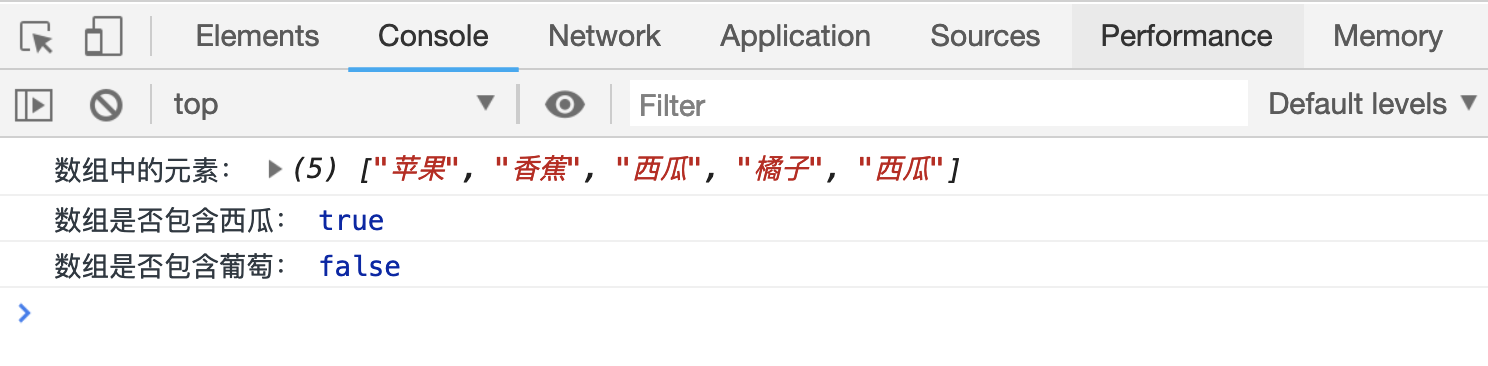 Elements Console Network Application Sources Performance Memory
top Filter Default levels
数组中的元素： (5) ["苹果", "香蕉", "西瓜", "橘子", "西瓜"]
数组是否包含西瓜： true
数组是否包含葡萄： false